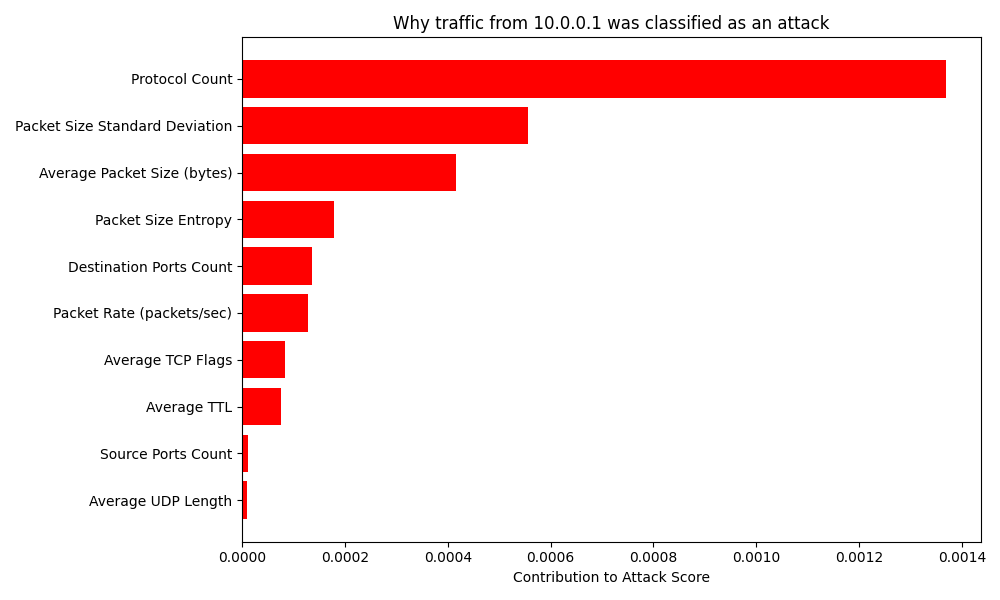 Why traffic from 10.0.0.1 was classified as an attack
Protocol Count
Packet Size Standard Deviation
Average Packet Size (bytes)
Packet Size Entropy
Destination Ports Count
Packet Rate (packets/sec)
Average TCP Flags
Average TTL
Source Ports Count
Average UDP Length
0.0000 0.0002 0.0004 0.0006 0.0008 0.0010 0.0012 0.0014
Contribution to Attack Score